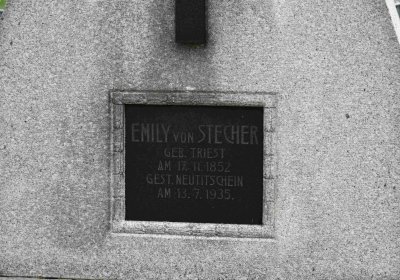 EMILY VON STECHER
GEB. TRIEST
AM 17. 11. 1852
GEST. NEUTITSCHEIN
AM 13. 7. 1935.